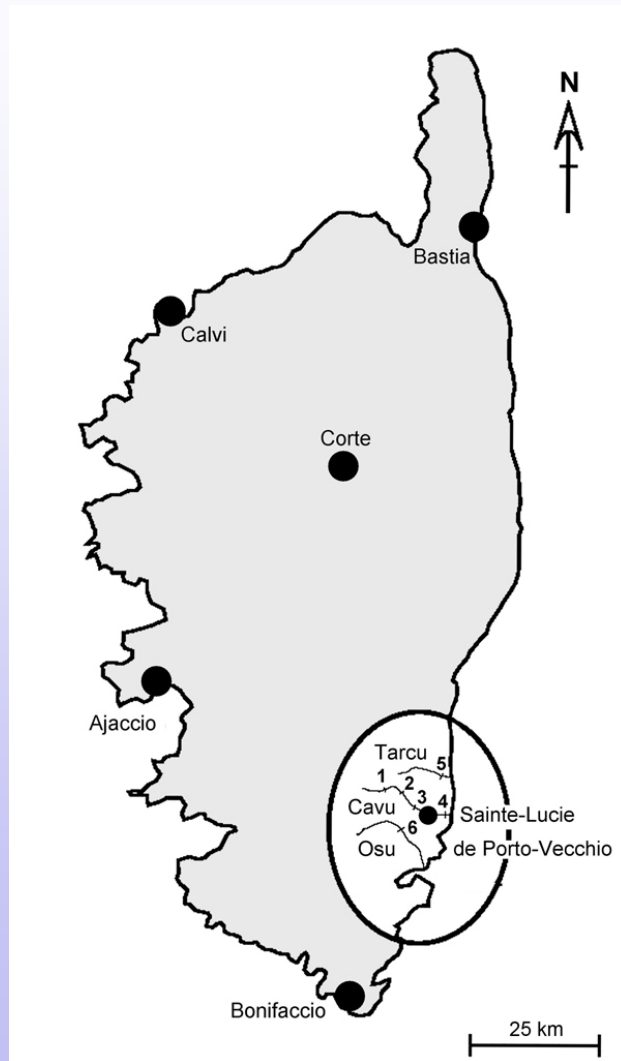 N
Bastia
Calvi
Corte
Ajaccio
Tarcu
5
1
2
Cavu
3
4
Sainte-Lucie
6
Osu
de Porto-Vecchio
Bonifaccio
25 km